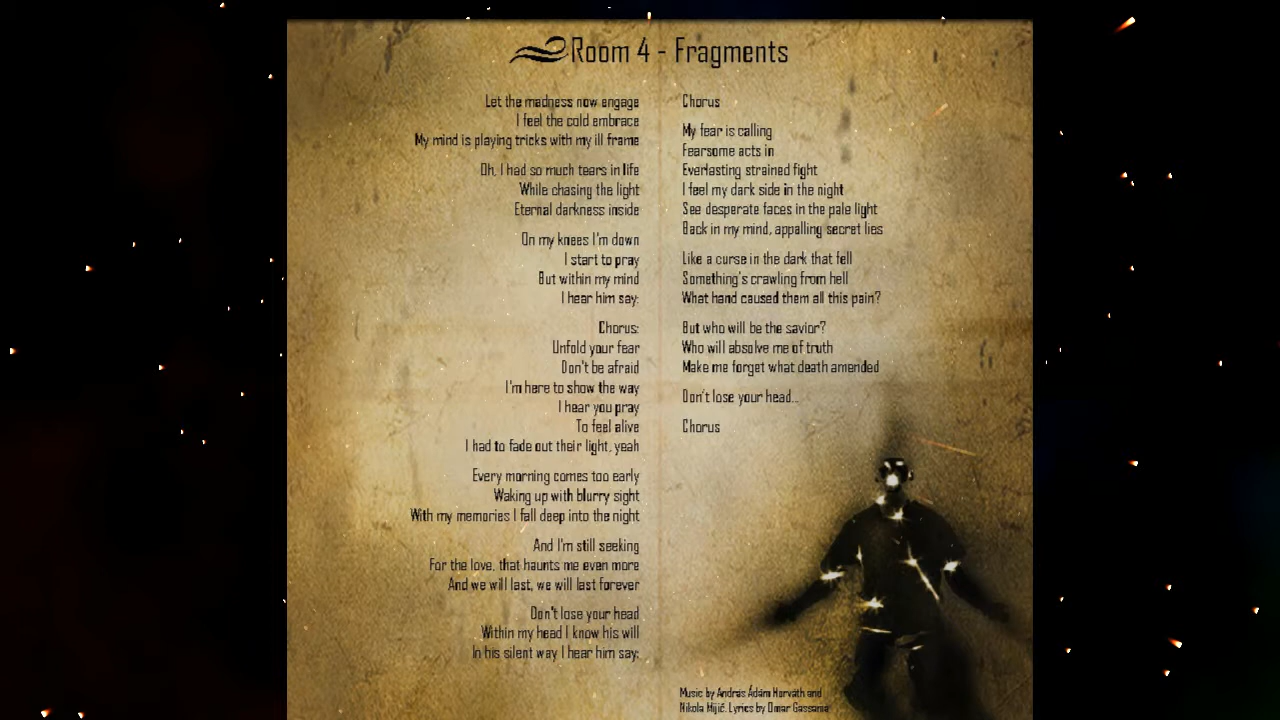 Room 4 - Fragments
Let the madness now engage
I feel the cold embrace
My mind is playing tricks with my ill frame
Oh, I had so much tears in life
While chasing the light
Eternal darkness inside
On my knees I'm down
I start to pray
But within my mind
I hear him say:
Chorus:
Unfold your fear
Don't be afraid
I'm here to show the way
I hear you pray
To feel alive
I had to fade out their light, yeah
Every morning comes too early
Waking up with blurry sight
With my memories I fall deep into the night
And I'm still seeking
For the love, that haunts me even more
And we will last, we will last forever
Don't lose your head
Within my head I know his will
In his silent way I hear him say:
Chorus
My fear is calling
Fearsome acts in
Everlasting strained fight
I feel my dark side in the night
See desperate faces in the pale light
Back in my mind, appalling secret lies
Like a curse in the dark that fell
Something's crawling from hell
What hand caused them all this pain?
But who will be the savior?
Who will absolve me of truth
Make me forget what death amended
Don't lose your head...
Chorus
Music by András Ádám Horváth and
Nikola Mijić. Lyrics by Omar Gassama